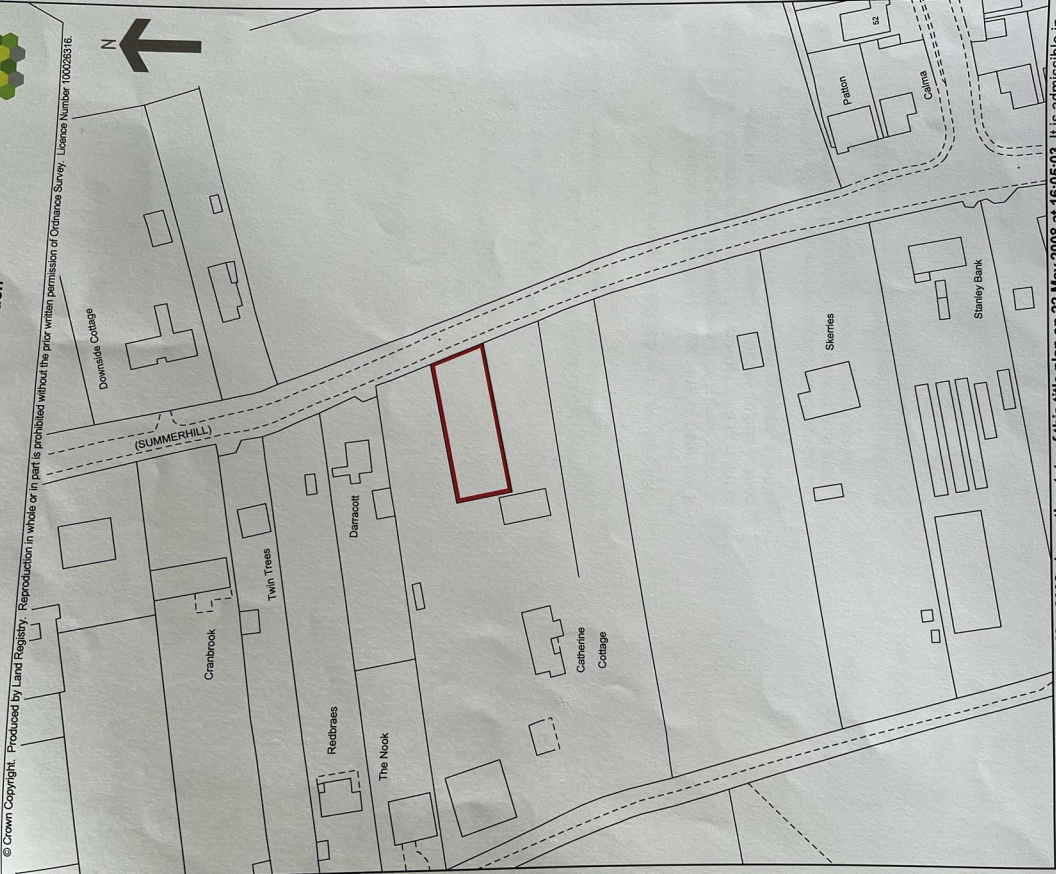 © Crown Copyright. Produced by Land Registry. Reproduction in whole or in part is prohibited without the prior written permission of Ordnance Survey. Licence Number 100026316.
N
Downside Cottage
(SUMMERHILL)
Cranbrook
Twin Trees
Darracott
Redbraes
The Nook
Catherine
Cottage
Skerries
Stanley Bank
Patton
Calma
52